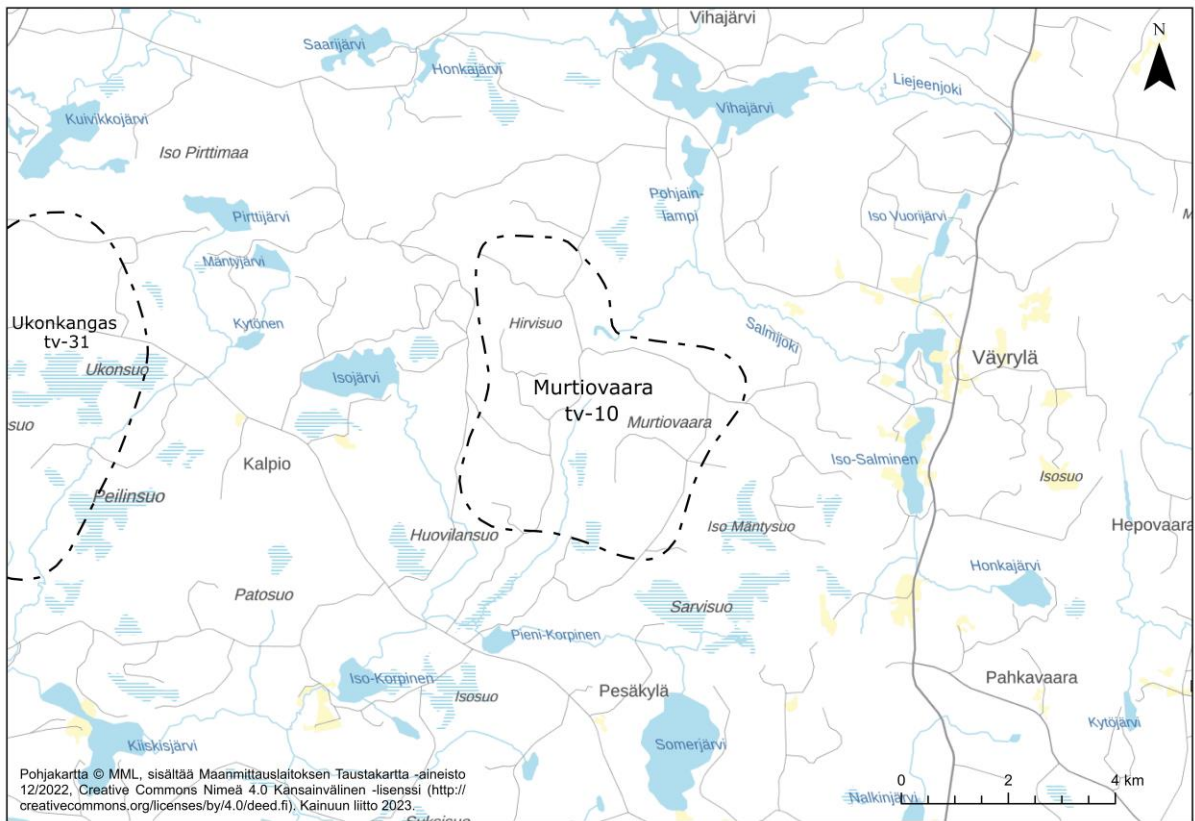 Vihajärvi
N
Saarijärvi
Honkajärvi
Liejeenjoki
Vihajärvi
Kuivikkojärvi
Iso Pirttimaa
Pohjain-
lampi
Pirttijärvi
Iso Vuorijärvi
M
Mäntyjärvi
Ukonkangas
tv-31
Kytönen
Hirvisuo
Salmijoki
Väyrylä
Ukonsuo
Isojärvi
Murtiovaara
tv-10
Murtiovaara
suo
Kalpio
Iso-Salminen
Isosuo
Peilinsuo
Huovilansuo
Iso Mäntysuo
Hepovaara
Honkajärvi
Patosuo
Sarvisuo
Pieni-Korpinen
Iso-Korpinen
Isosuo
Pesäkylä
Pahkavaara
Kytöjärvi
Kiiskisjärvi
Somerjärvi
Pohjakartta © MML, sisältää Maanmittauslaitoksen Taustakartta -aineisto
12/2022, Creative Commons Nimeä 4.0 Kansainvälinen -lisenssi (http://
creativecommons.org/licenses/by/4.0/deed.fi). Kainuun liitto 2023.
0 2 4 km
Nalkinjärvi